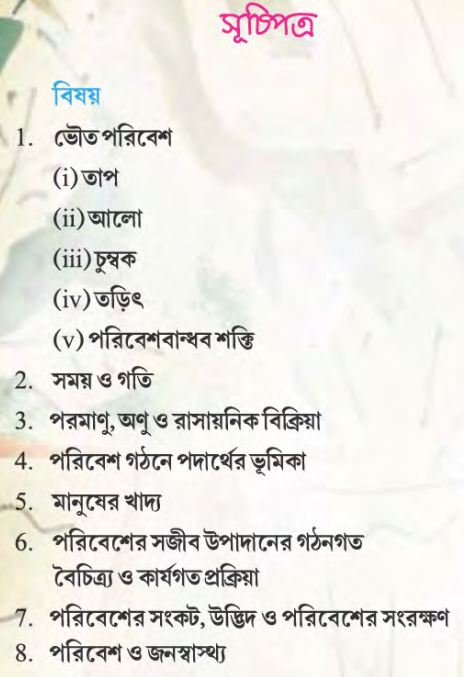 সূচিপত্র
বিষয়
1. ভৌত পরিবেশ
(i) তাপ
(ii) আলো
(iii) চুম্বক
(iv) তড়িৎ
(v) পরিবেশবান্ধব শক্তি
2. সময় ও গতি
3. পরমাণু, অণু ও রাসায়নিক বিক্রিয়া
4. পরিবেশ গঠনে পদার্থের ভূমিকা
5. মানুষের খাদ্য
6. পরিবেশের সজীব উপাদানের গঠনগত
বৈচিত্র্য ও কার্যগত প্রক্রিয়া
7. পরিবেশের সংকট, উদ্ভিদ ও পরিবেশের সংরক্ষণ
8. পরিবেশ ও জনস্বাস্থ্য